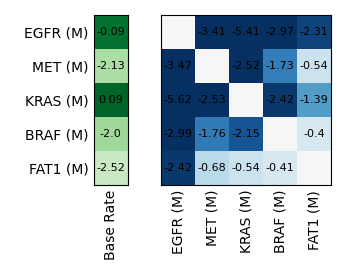 EGFR (M) -0.09 -3.41 -5.41 -2.97 -2.31
MET (M) -2.13 -3.47 -2.52 -1.73 -0.54
KRAS (M) 0.09 -5.62 -2.53 -2.42 -1.39
BRAF (M) -2.0 -2.99 -1.76 -2.15 -0.4
FAT1 (M) -2.52 -2.42 -0.68 -0.54 -0.41
Base Rate EGFR (M) MET (M) KRAS (M) BRAF (M) FAT1 (M)